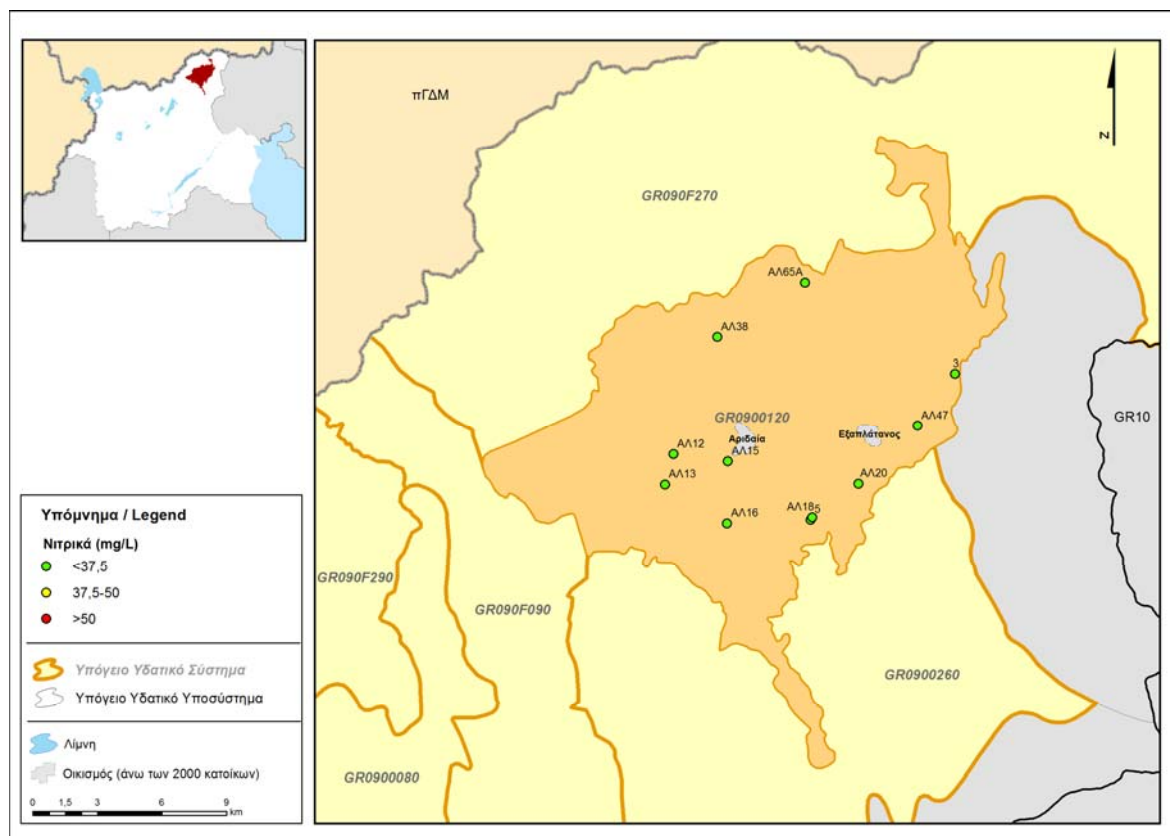 πΓΔΜ
N
GR090F270
ΑΛ65Α
ΑΛ38
3
GR10
GR0900120
ΑΛ47
Αριδαία
Εξαπλάτανος
ΑΛ12
ΑΛ15
ΑΛ13
ΑΛ20
ΑΛ18
5
ΑΛ16
GR090F290
GR090F090
GR0900260
GR0900080
Υπόμνημα / Legend
Νιτρικά (mg/L)
<37,5
37,5-50
>50
Υπόγειο Υδατικό Σύστημα
Υπόγειο Υδατικό Υποσύστημα
Λίμνη
Οικισμός (άνω των 2000 κατοίκων)
0 1,5 3 6 9
km